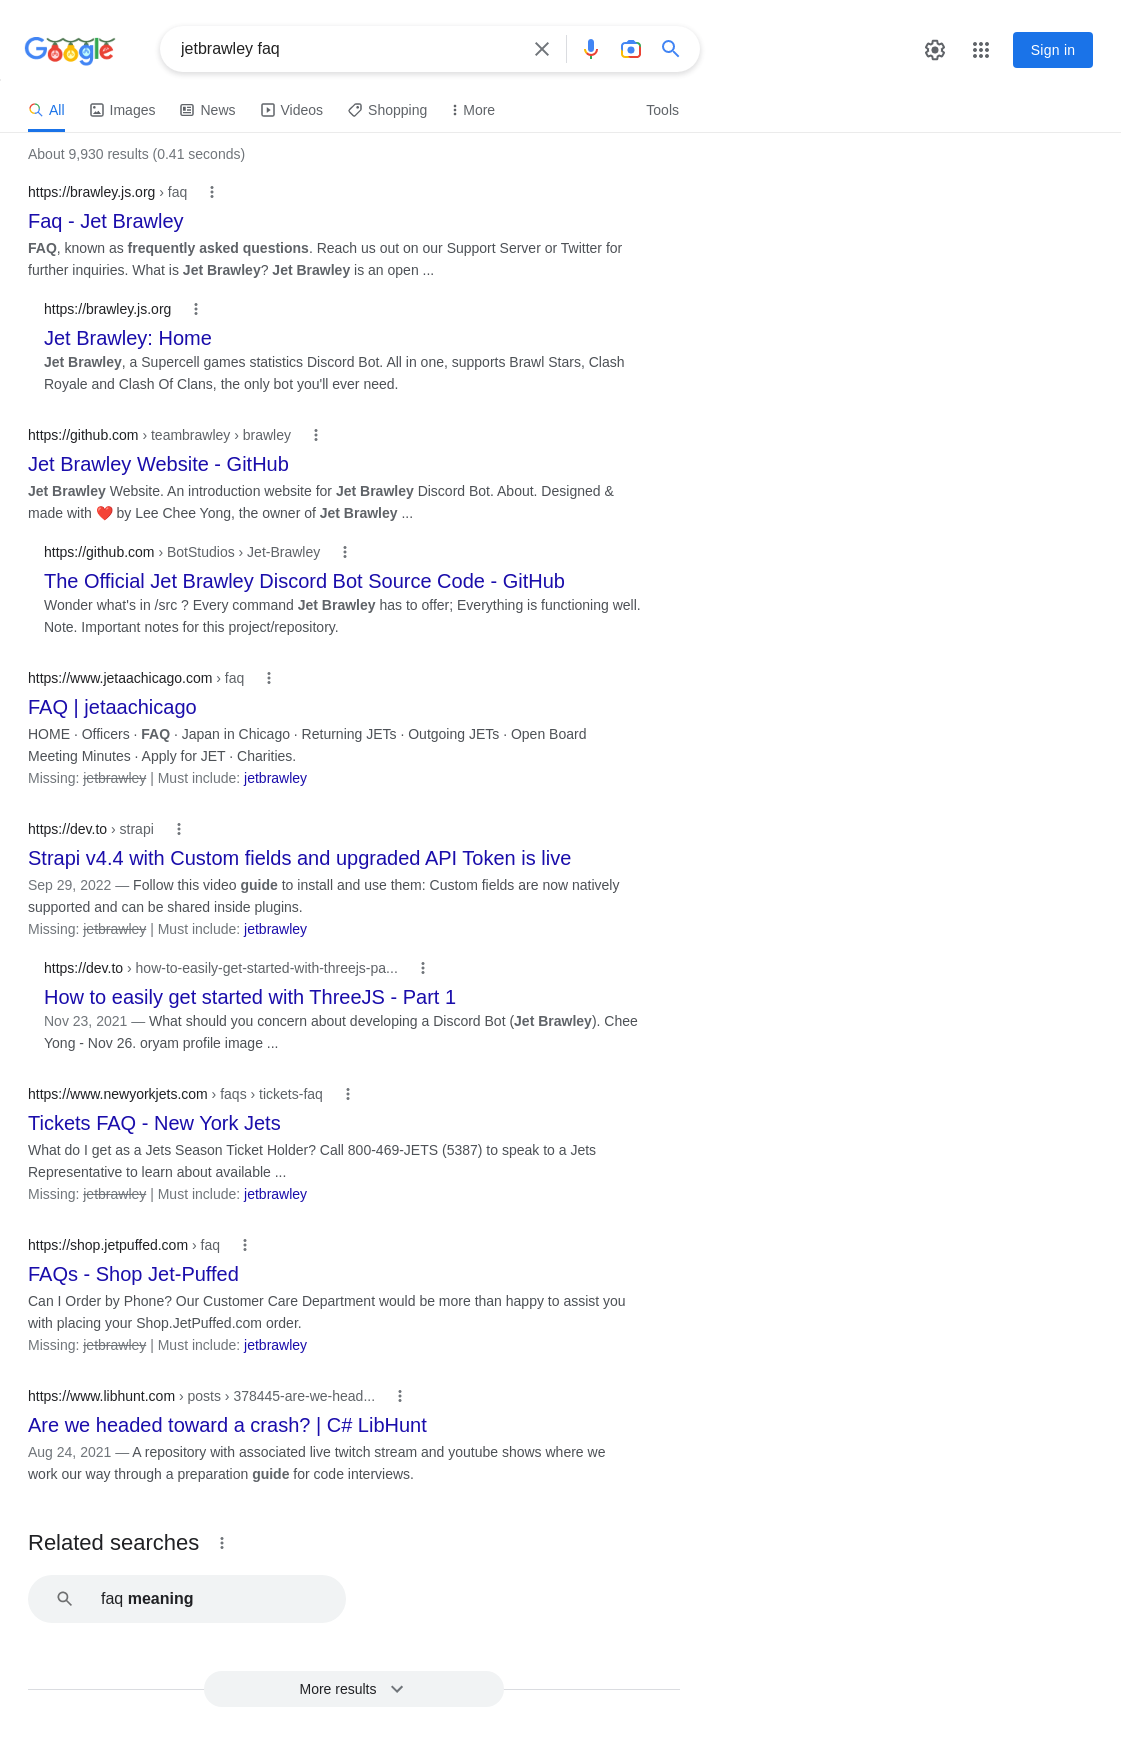 Google
jetbrawley faq
Sign in
All
Images
News
Videos
Shopping
More
Tools
About 9,930 results (0.41 seconds)
https://brawley.js.org › faq
Faq - Jet Brawley
FAQ, known as frequently asked questions. Reach us out on our Support Server or Twitter for
further inquiries. What is Jet Brawley? Jet Brawley is an open ...
https://brawley.js.org
Jet Brawley: Home
Jet Brawley, a Supercell games statistics Discord Bot. All in one, supports Brawl Stars, Clash
Royale and Clash Of Clans, the only bot you'll ever need.
https://github.com › teambrawley › brawley
Jet Brawley Website - GitHub
Jet Brawley Website. An introduction website for Jet Brawley Discord Bot. About. Designed &
made with ❤️ by Lee Chee Yong, the owner of Jet Brawley ...
https://github.com › BotStudios › Jet-Brawley
The Official Jet Brawley Discord Bot Source Code - GitHub
Wonder what's in /src ? Every command Jet Brawley has to offer; Everything is functioning well.
Note. Important notes for this project/repository.
https://www.jetaachicago.com › faq
FAQ | jetaachicago
HOME · Officers · FAQ · Japan in Chicago · Returning JETs · Outgoing JETs · Open Board
Meeting Minutes · Apply for JET · Charities.
Missing: jetbrawley | Must include: jetbrawley
https://dev.to › strapi
Strapi v4.4 with Custom fields and upgraded API Token is live
Sep 29, 2022 — Follow this video guide to install and use them: Custom fields are now natively
supported and can be shared inside plugins.
Missing: jetbrawley | Must include: jetbrawley
https://dev.to › how-to-easily-get-started-with-threejs-pa...
How to easily get started with ThreeJS - Part 1
Nov 23, 2021 — What should you concern about developing a Discord Bot (Jet Brawley). Chee
Yong - Nov 26. oryam profile image ...
https://www.newyorkjets.com › faqs › tickets-faq
Tickets FAQ - New York Jets
What do I get as a Jets Season Ticket Holder? Call 800-469-JETS (5387) to speak to a Jets
Representative to learn about available ...
Missing: jetbrawley | Must include: jetbrawley
https://shop.jetpuffed.com › faq
FAQs - Shop Jet-Puffed
Can I Order by Phone? Our Customer Care Department would be more than happy to assist you
with placing your Shop.JetPuffed.com order.
Missing: jetbrawley | Must include: jetbrawley
https://www.libhunt.com › posts › 378445-are-we-head...
Are we headed toward a crash? | C# LibHunt
Aug 24, 2021 — A repository with associated live twitch stream and youtube shows where we
work our way through a preparation guide for code interviews.
Related searches
faq meaning
More results